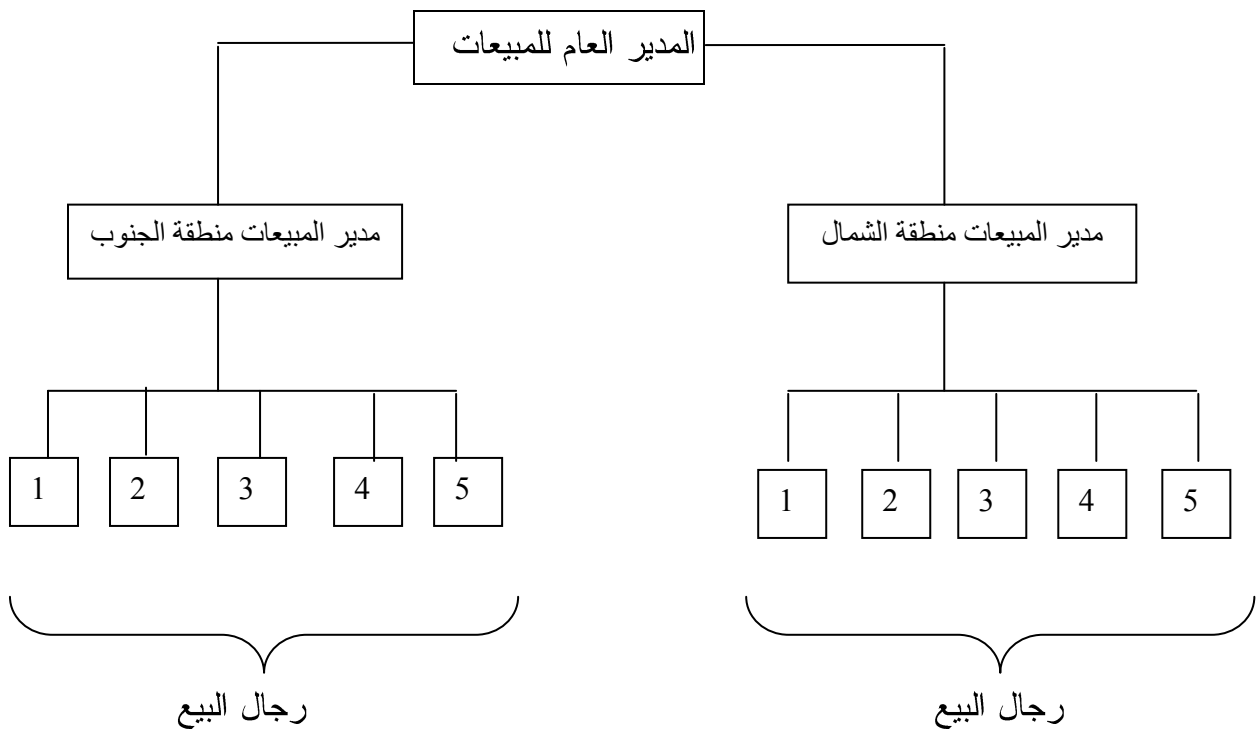 المدير العام للمبيعات
مدير المبيعات منطقة الشمال
مدير المبيعات منطقة الجنوب
1 2 3 4 5
1 2 3 4 5
رجال البيع
رجال البيع